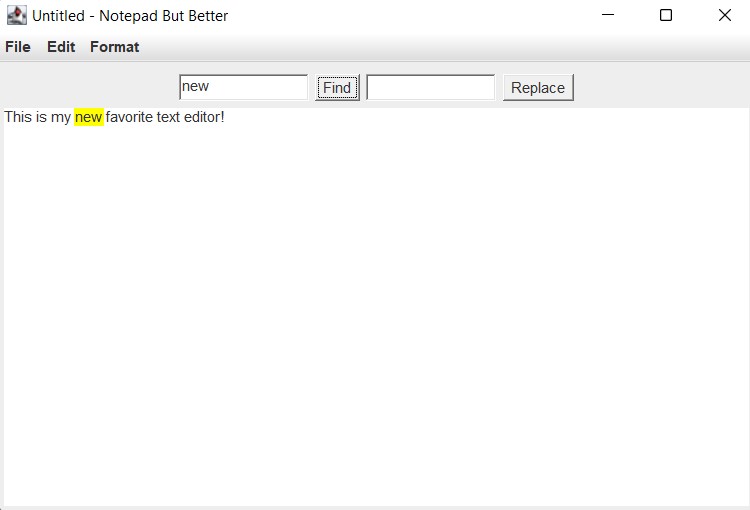 Untitled - Notepad But Better
File Edit Format
new Find Replace
This is my new favorite text editor!